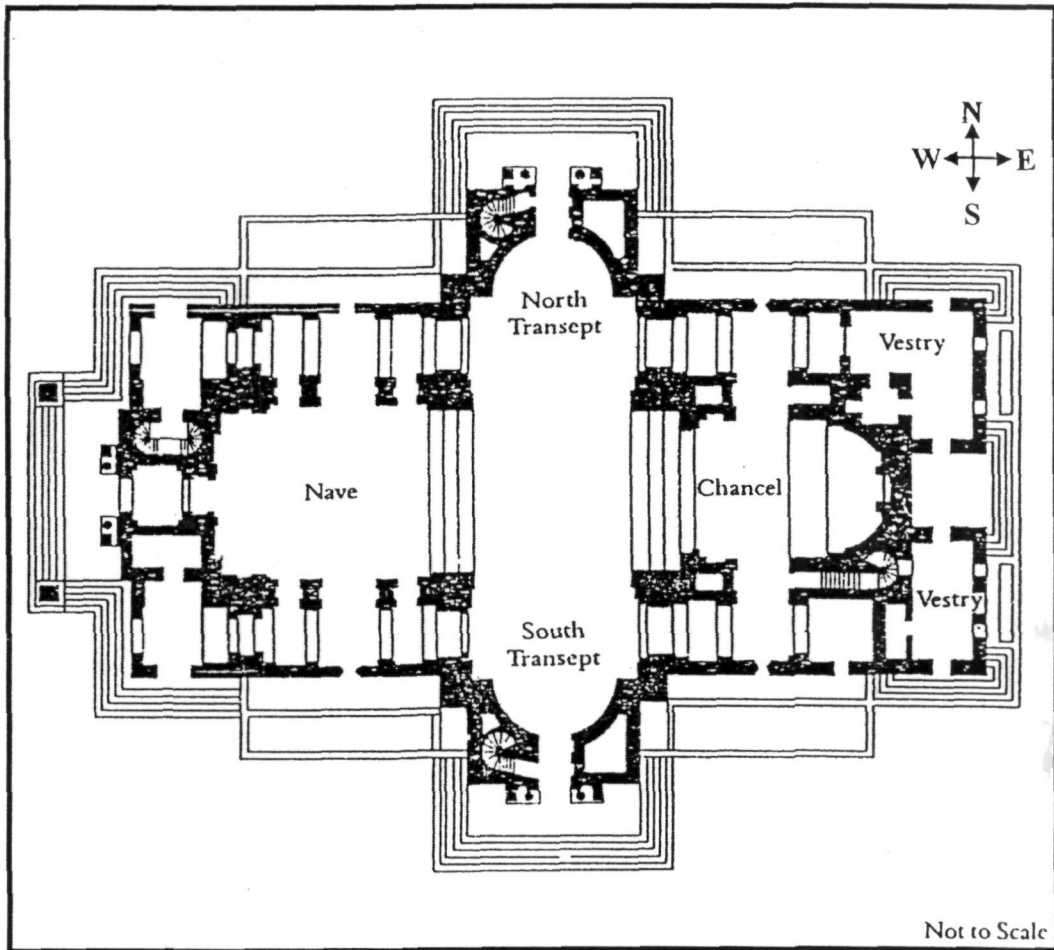 N
W E
S
North
Transept
Vestry
Nave
Chancel
Vestry
South
Transept
Not to Scale